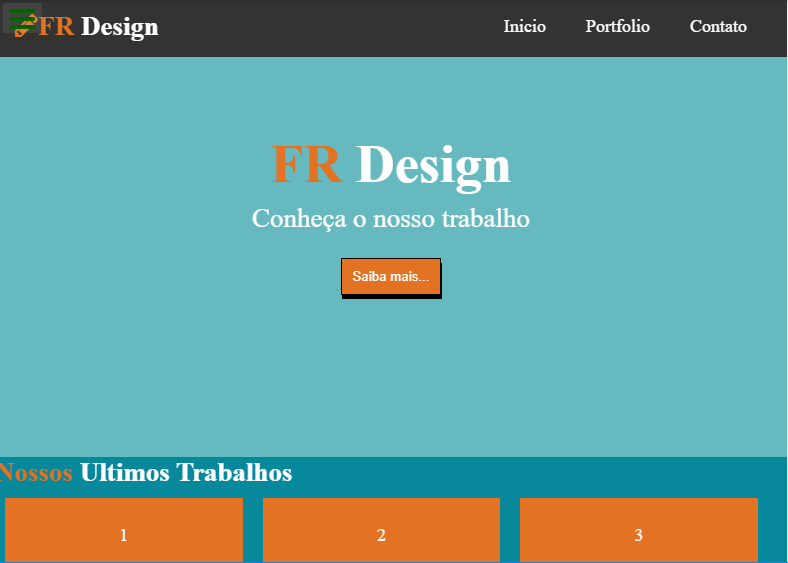 FR Design
Inicio Portfolio Contato
FR Design
Conheça o nosso trabalho
Saiba mais...
Nossos Ultimos Trabalhos
1 2 3